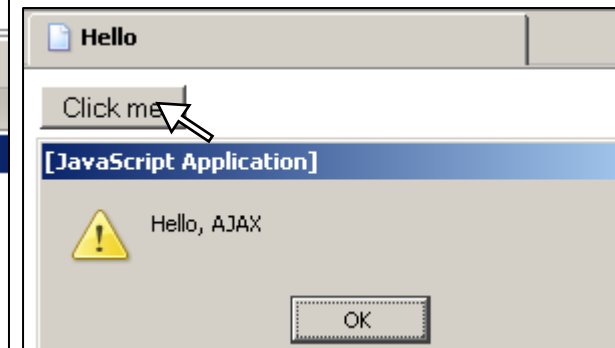 Hello
Click me
[JavaScript Application]
Hello, AJAX
OK